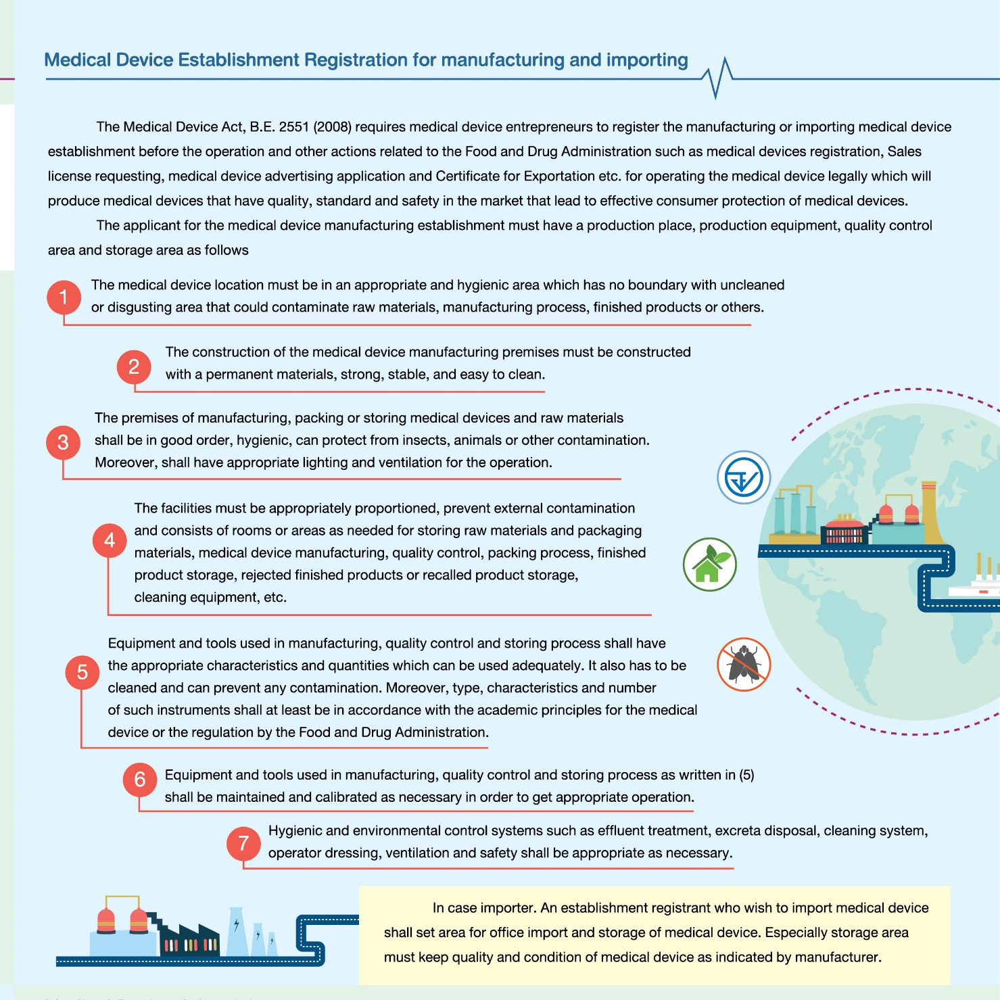 Medical Device Establishment Registration for manufacturing and importing
The Medical Device Act, B.E. 2551 (2008) requires medical device entrepreneurs to register the manufacturing or importing medical device
establishment before the operation and other actions related to the Food and Drug Administration such as medical devices registration, Sales
license requesting, medical device advertising application and Certificate for Exportation etc. for operating the medical device legally which will
produce medical devices that have quality, standard and safety in the market that lead to effective consumer protection of medical devices.
The applicant for the medical device manufacturing establishment must have a production place, production equipment, quality control
area and storage area as follows
1
The medical device location must be in an appropriate and hygienic area which has no boundary with uncleaned
or disgusting area that could contaminate raw materials, manufacturing process, finished products or others.
2
The construction of the medical device manufacturing premises must be constructed
with a permanent materials, strong, stable, and easy to clean.
3
The premises of manufacturing, packing or storing medical devices and raw materials
shall be in good order, hygienic, can protect from insects, animals or other contamination.
Moreover, shall have appropriate lighting and ventilation for the operation.
4
The facilities must be appropriately proportioned, prevent external contamination
and consists of rooms or areas as needed for storing raw materials and packaging
materials, medical device manufacturing, quality control, packing process, finished
product storage, rejected finished products or recalled product storage,
cleaning equipment, etc.
5
Equipment and tools used in manufacturing, quality control and storing process shall have
the appropriate characteristics and quantities which can be used adequately. It also has to be
cleaned and can prevent any contamination. Moreover, type, characteristics and number
of such instruments shall at least be in accordance with the academic principles for the medical
device or the regulation by the Food and Drug Administration.
6
Equipment and tools used in manufacturing, quality control and storing process as written in (5)
shall be maintained and calibrated as necessary in order to get appropriate operation.
7
Hygienic and environmental control systems such as effluent treatment, excreta disposal, cleaning system,
operator dressing, ventilation and safety shall be appropriate as necessary.
In case importer. An establishment registrant who wish to import medical device
shall set area for office import and storage of medical device. Especially storage area
must keep quality and condition of medical device as indicated by manufacturer.